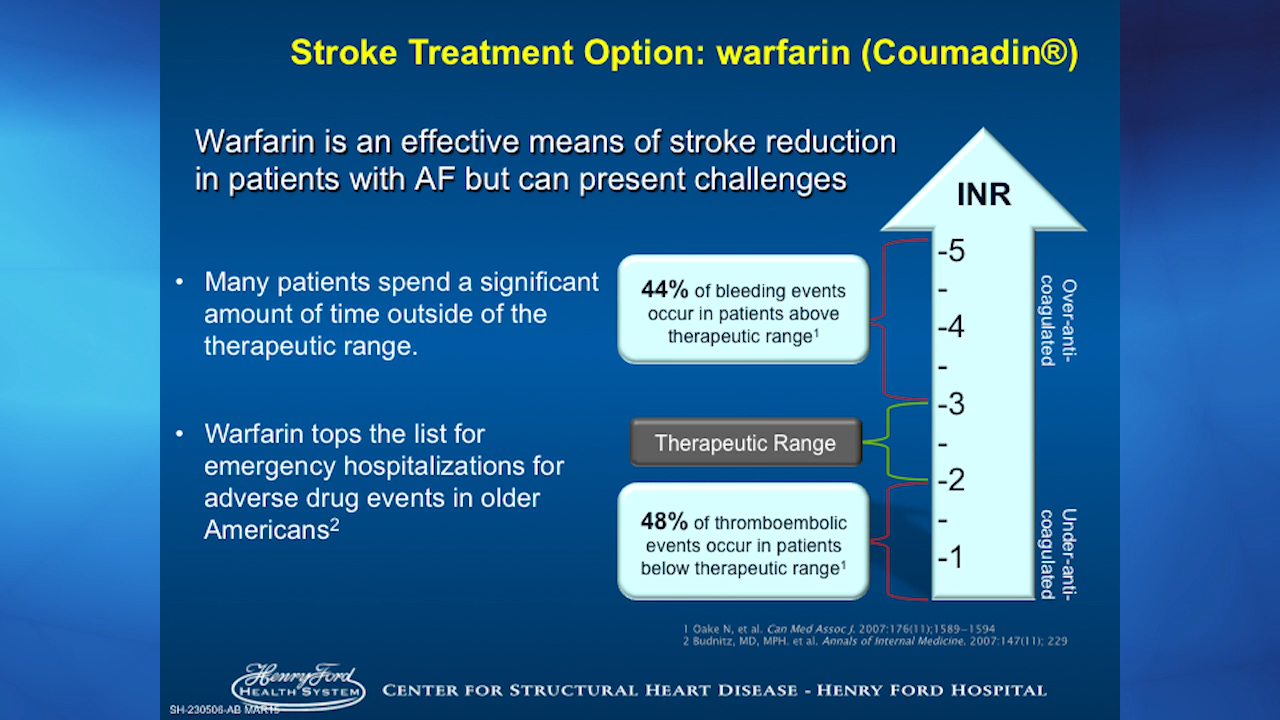 Stroke Treatment Option: warfarin (Coumadin®)
Warfarin is an effective means of stroke reduction
in patients with AF but can present challenges
• Many patients spend a significant
amount of time outside of the
therapeutic range.
• Warfarin tops the list for
emergency hospitalizations for
adverse drug events in older
Americans²
44% of bleeding events
occur in patients above
therapeutic range¹
Therapeutic Range
48% of thromboembolic
events occur in patients
below therapeutic range¹
INR
-5
-
-4
-
-3
-
-2
-
-1
Over-anti-
coagulated
Under-anti-
coagulated
1 Oake N, et al. Can Med Assoc J. 2007;176(11);1589–1594
2 Budnitz, MD, MPH. et al. Annals of Internal Medicine. 2007:147(11); 229
Henry Ford
HEALTH SYSTEM
CENTER FOR STRUCTURAL HEART DISEASE - HENRY FORD HOSPITAL
SH-230506-AB MAR15